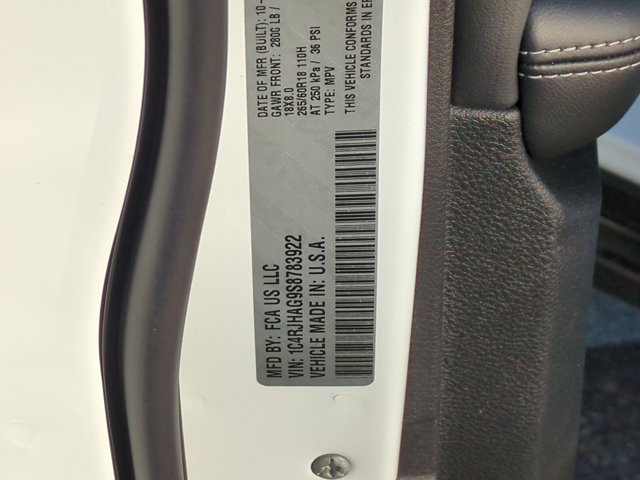 MFD BY: FCA US LLC
DATE OF MFR (BUILT): 10-
GAWR FRONT: 2800 LB /
18X8.0
265/60R18 110H
AT 250 kPa / 36 PSI
TYPE: MPV
VIN: 1C4RJHAG9S8783922
VEHICLE MADE IN: U.S.A.
THIS VEHICLE CONFORMS
STANDARDS IN